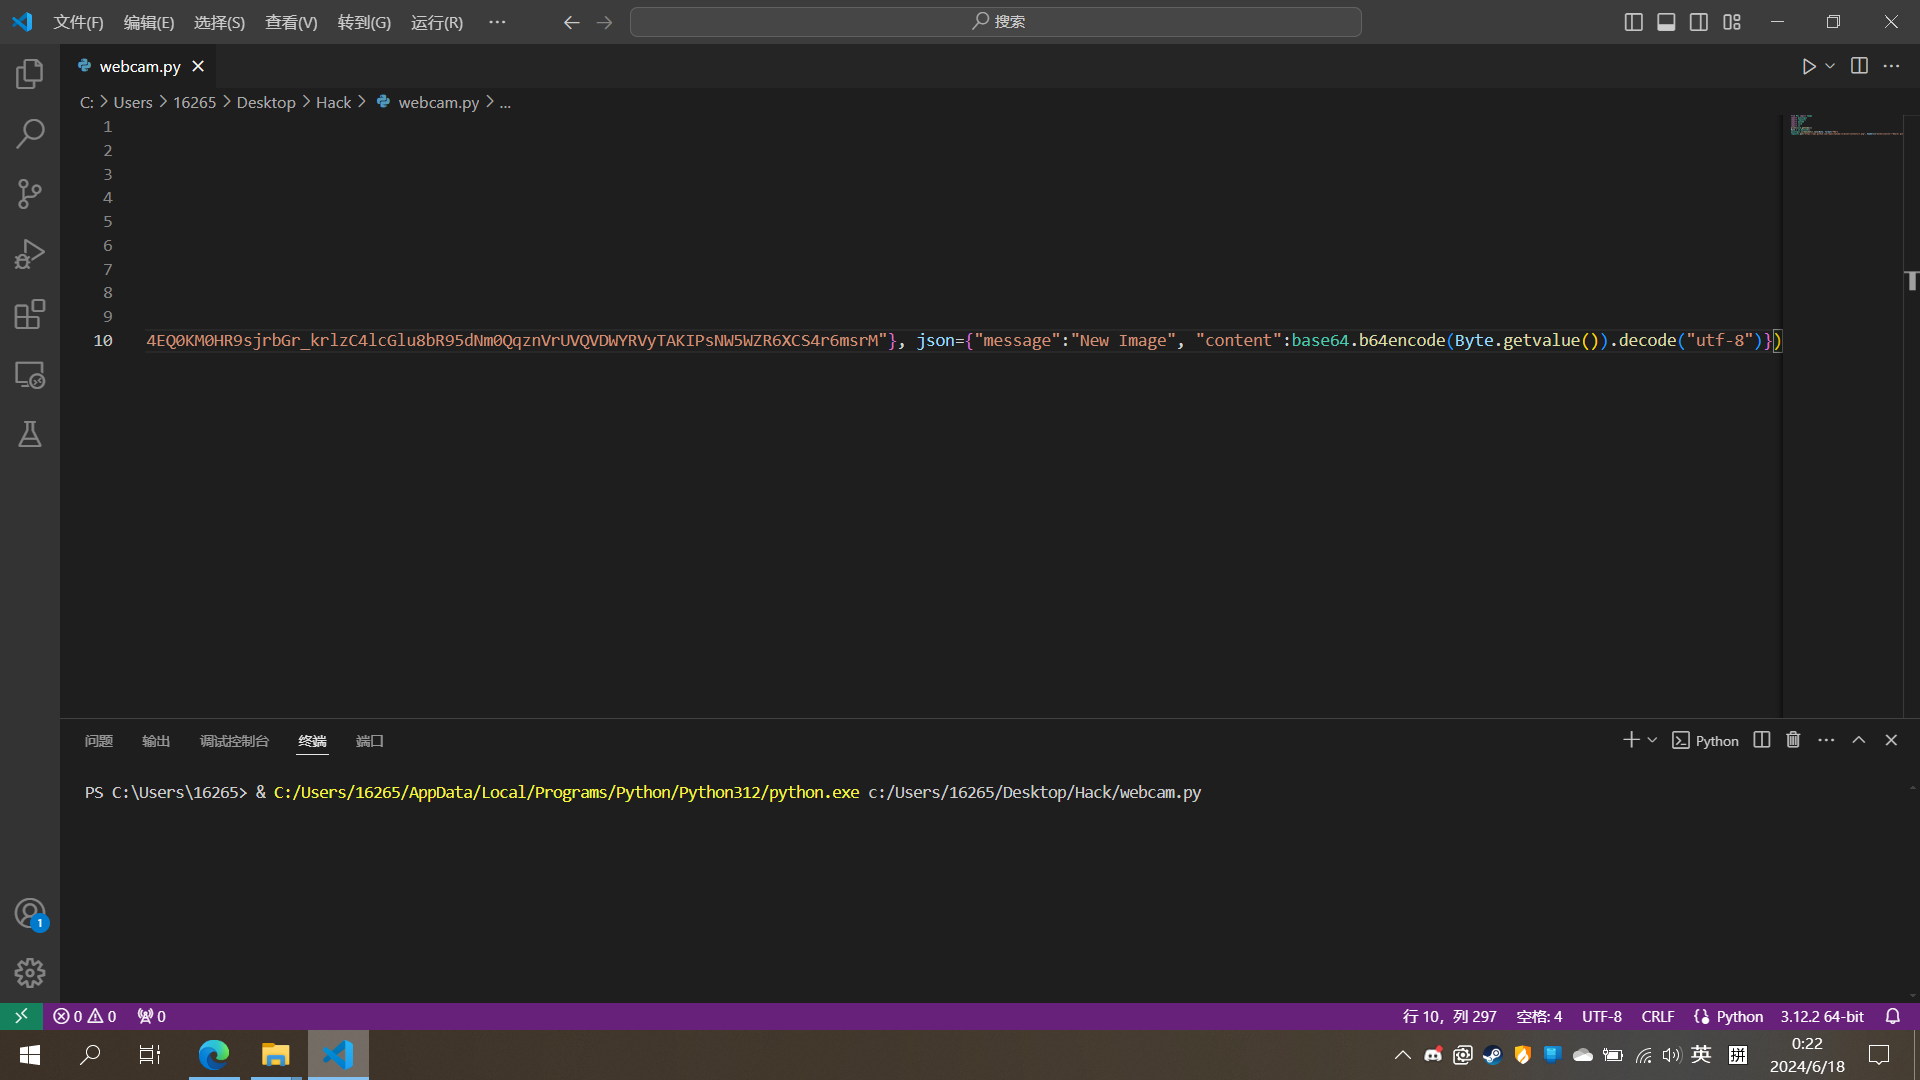 文件(F) 编辑(E) 选择(S) 查看(V) 转到(G) 运行(R) ··· 搜索
webcam.py
C: > Users > 16265 > Desktop > Hack > webcam.py > ...
1
2
3
4
5
6
7
8
9
10 4EQ0KM0HR9sjrbGr_krlzC4lcGlu8bR95dNm0QqznVrUVQVDWYRVyTAKIPsNW5WZR6XCS4r6msrM"}, json={"message":"New Image", "content":base64.b64encode(Byte.getvalue()).decode("utf-8")})
问题 输出 调试控制台 终端 端口 Python
PS C:\Users\16265> & C:/Users/16265/AppData/Local/Programs/Python/Python312/python.exe c:/Users/16265/Desktop/Hack/webcam.py
1
0 0 0 行 10，列 297 空格: 4 UTF-8 CRLF Python 3.12.2 64-bit
英 拼 0:22
2024/6/18